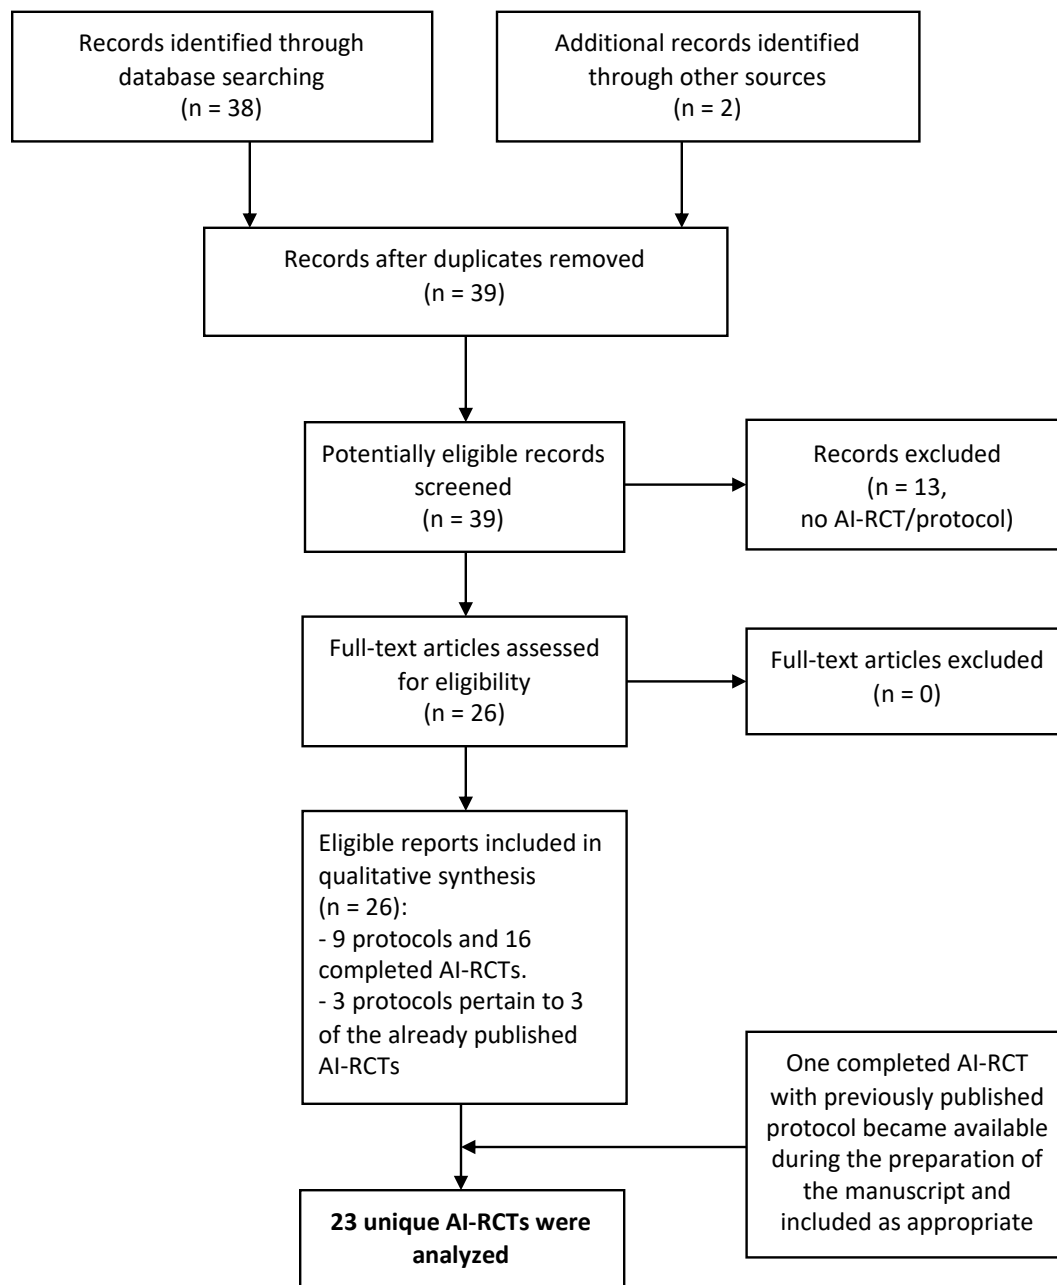 Records identified through
database searching
(n = 38)
Additional records identified
through other sources
(n = 2)
Records after duplicates removed
(n = 39)
Potentially eligible records
screened
(n = 39)
Records excluded
(n = 13,
no AI-RCT/protocol)
Full-text articles assessed
for eligibility
(n = 26)
Full-text articles excluded
(n = 0)
Eligible reports included in
qualitative synthesis
(n = 26):
- 9 protocols and 16
completed AI-RCTs.
- 3 protocols pertain to 3
of the already published
AI-RCTs
One completed AI-RCT
with previously published
protocol became available
during the preparation of
the manuscript and
included as appropriate
23 unique AI-RCTs were
analyzed